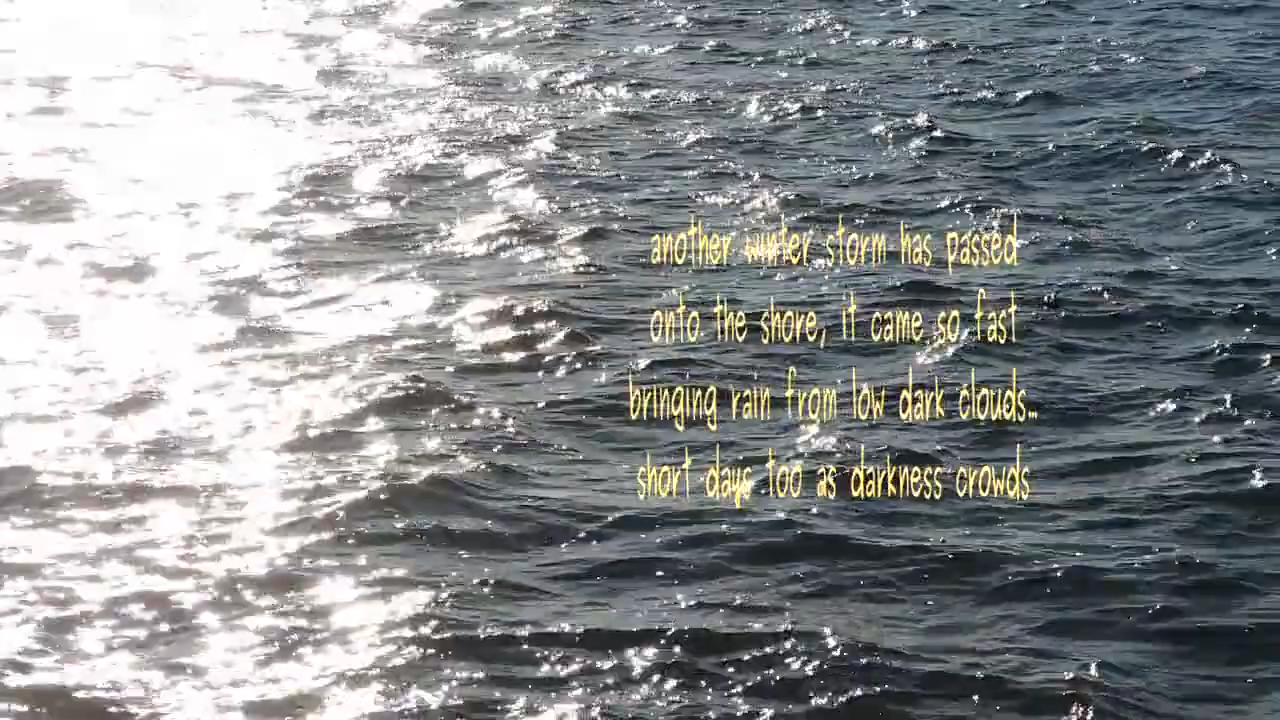 another winter storm has passed
onto the shore, it came so fast
bringing rain from low dark clouds..
short days too as darkness crowds